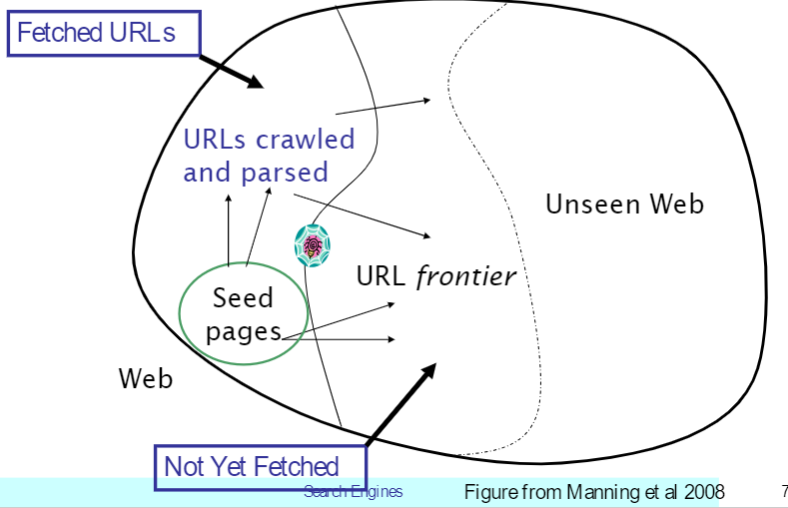 Fetched URLs
URLs crawled
and parsed
Unseen Web
URL frontier
Seed
pages
Web
Not Yet Fetched
Search Engines
Figure from Manning et al 2008
7